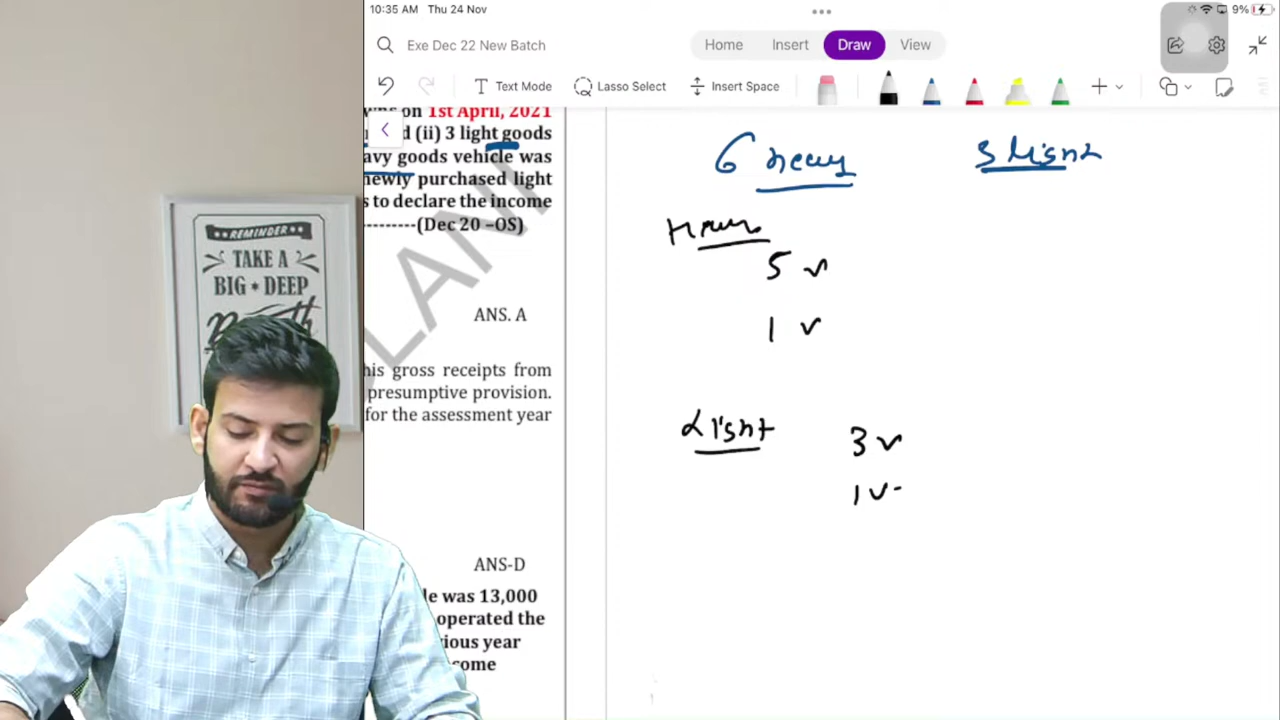 10:35 AM Thu 24 Nov
9%
Exe Dec 22 New Batch
Home Insert Draw View
Text Mode Lasso Select Insert Space
on 1st April, 2021
d (ii) 3 light goods
avy goods vehicle was
newly purchased light
s to declare the income
---------(Dec 20 –OS)
LANI
ANS. A
his gross receipts from
presumptive provision.
for the assessment year
ANS-D
le was 13,000
operated the
ious year
come
REMINDER
TAKE A
BIG DEEP
6 heavy 3 light
Heavy
5 v
1 v
Light 3 v
1 v-